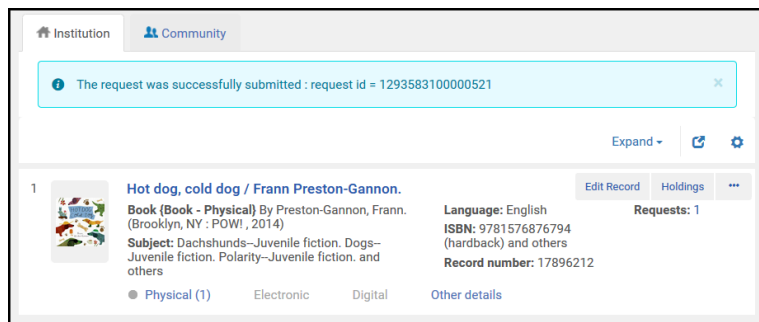 Institution
Community
The request was successfully submitted : request id = 1293583100000521
×
Expand
1
Hot dog, cold dog / Frann Preston-Gannon.
Edit Record
Holdings
Book {Book - Physical} By Preston-Gannon, Frann.
(Brooklyn, NY : POW! , 2014)
Subject: Dachshunds--Juvenile fiction. Dogs--
Juvenile fiction. Polarity--Juvenile fiction. and
others
Language: English
ISBN: 9781576876794
(hardback) and others
Record number: 17896212
Requests: 1
Physical (1)
Electronic
Digital
Other details